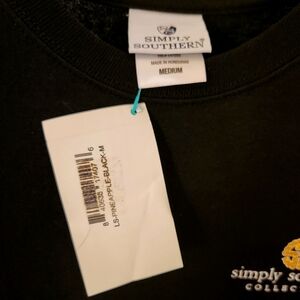 SIMPLY
SOUTHERN
MADE IN HONDURAS
MEDIUM
LS-PINEAPPLE-BLACK-M
simply so
COLLEC